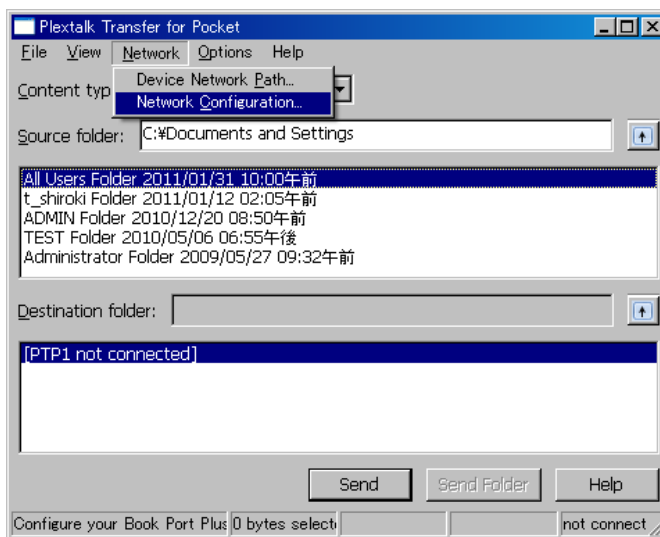 Plextalk Transfer for Pocket
File View Network Options Help
Device Network Path...
Network Configuration...
Content typ
Source folder: C:¥Documents and Settings
All Users Folder 2011/01/31 10:00午前
t_shiroki Folder 2011/01/12 02:05午前
ADMIN Folder 2010/12/20 08:50午前
TEST Folder 2010/05/06 06:55午後
Administrator Folder 2009/05/27 09:32午前
Destination folder:
[PTP1 not connected]
Send Send Folder Help
Configure your Book Port Plus 0 bytes select not connect